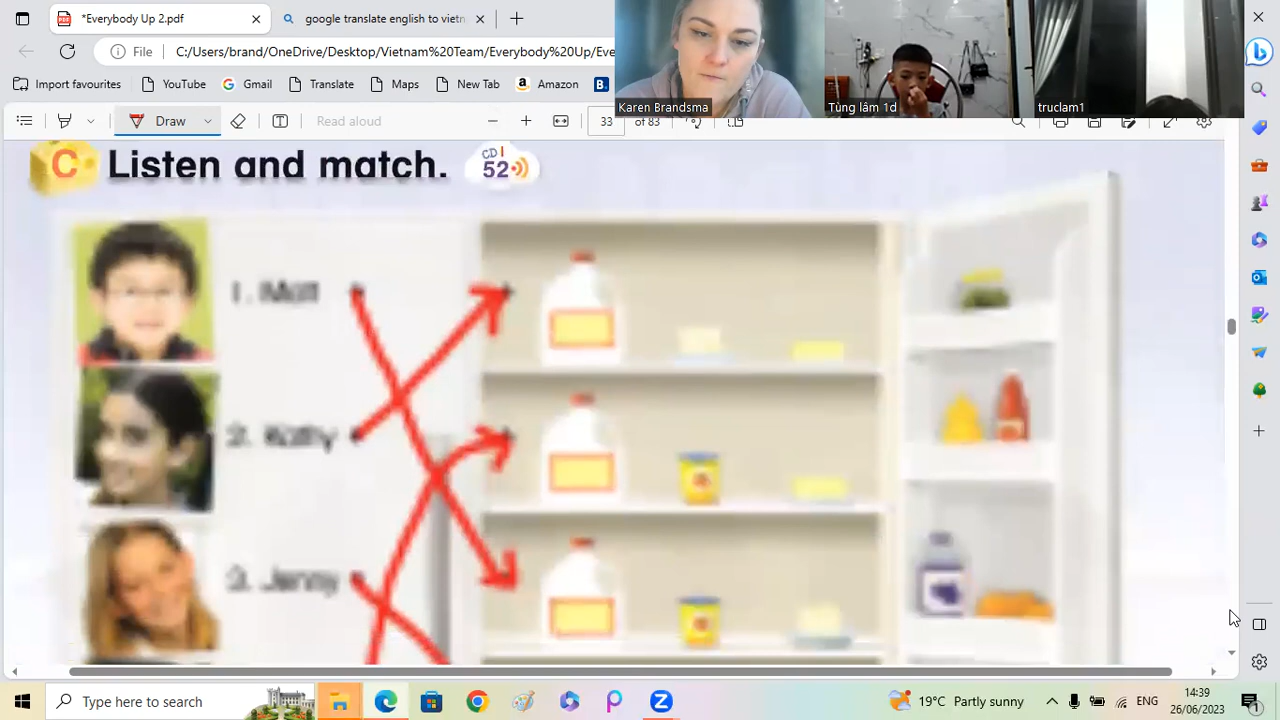 *Everybody Up 2.pdf
google translate english to vietn
File
C:/Users/brand/OneDrive/Desktop/Vietnam%20Team/Everybody%20Up/Eve
Import favourites
YouTube
Gmail
Translate
Maps
New Tab
Amazon
B.
Karen Brandsma
Tùng lâm 1d
truclam1
Draw
Read aloud
33 of 83
C Listen and match. CD 1 52
1. Matt
2. Kathy
3. Jenny
Type here to search
19°C Partly sunny
ENG
14:39
26/06/2023